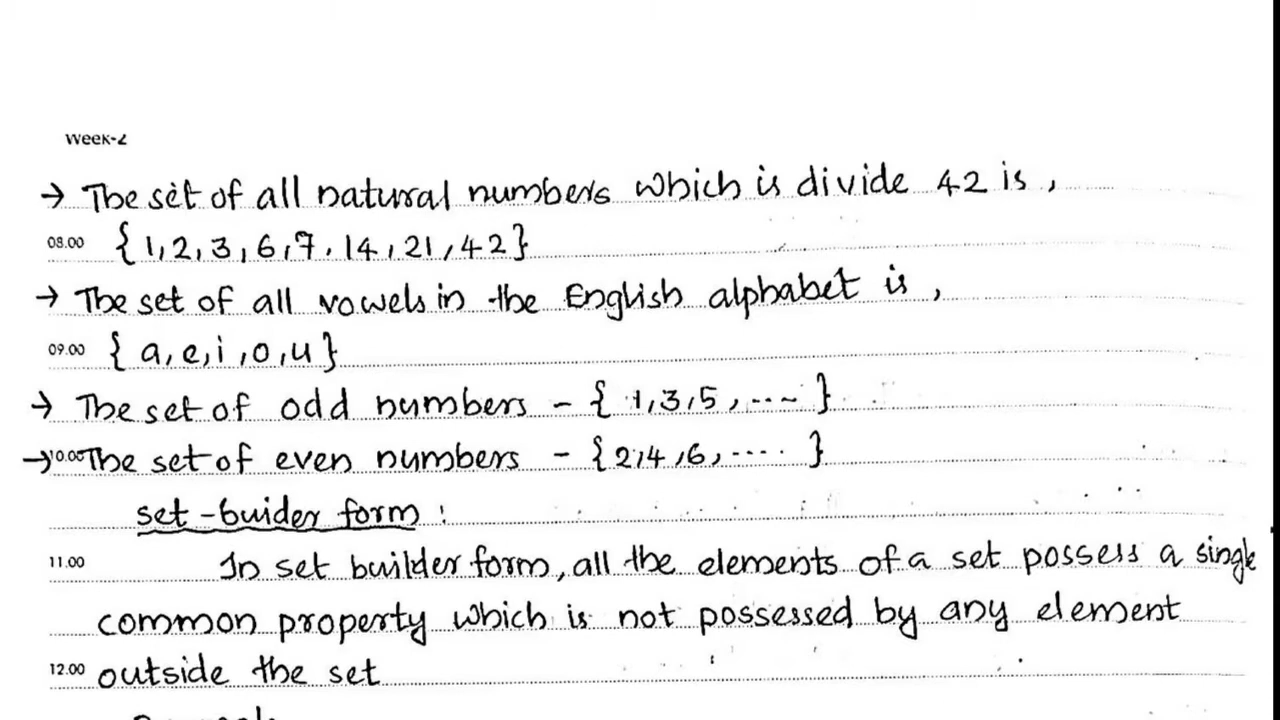 Week-2
→ The set of all natural numbers which is divide 42 is,
08.00 {1,2,3,6,7,14,21,42}
→ The set of all vowels in the English alphabet is,
09.00 {a,e,i,o,u}
→ The set of odd numbers - {1,3,5,....}
→ 10.00 The set of even numbers - {2,4,6,....}
set-buider form :
11.00 In set builder form, all the elements of a set possess a single
common property which is not possessed by any element
12.00 outside the set